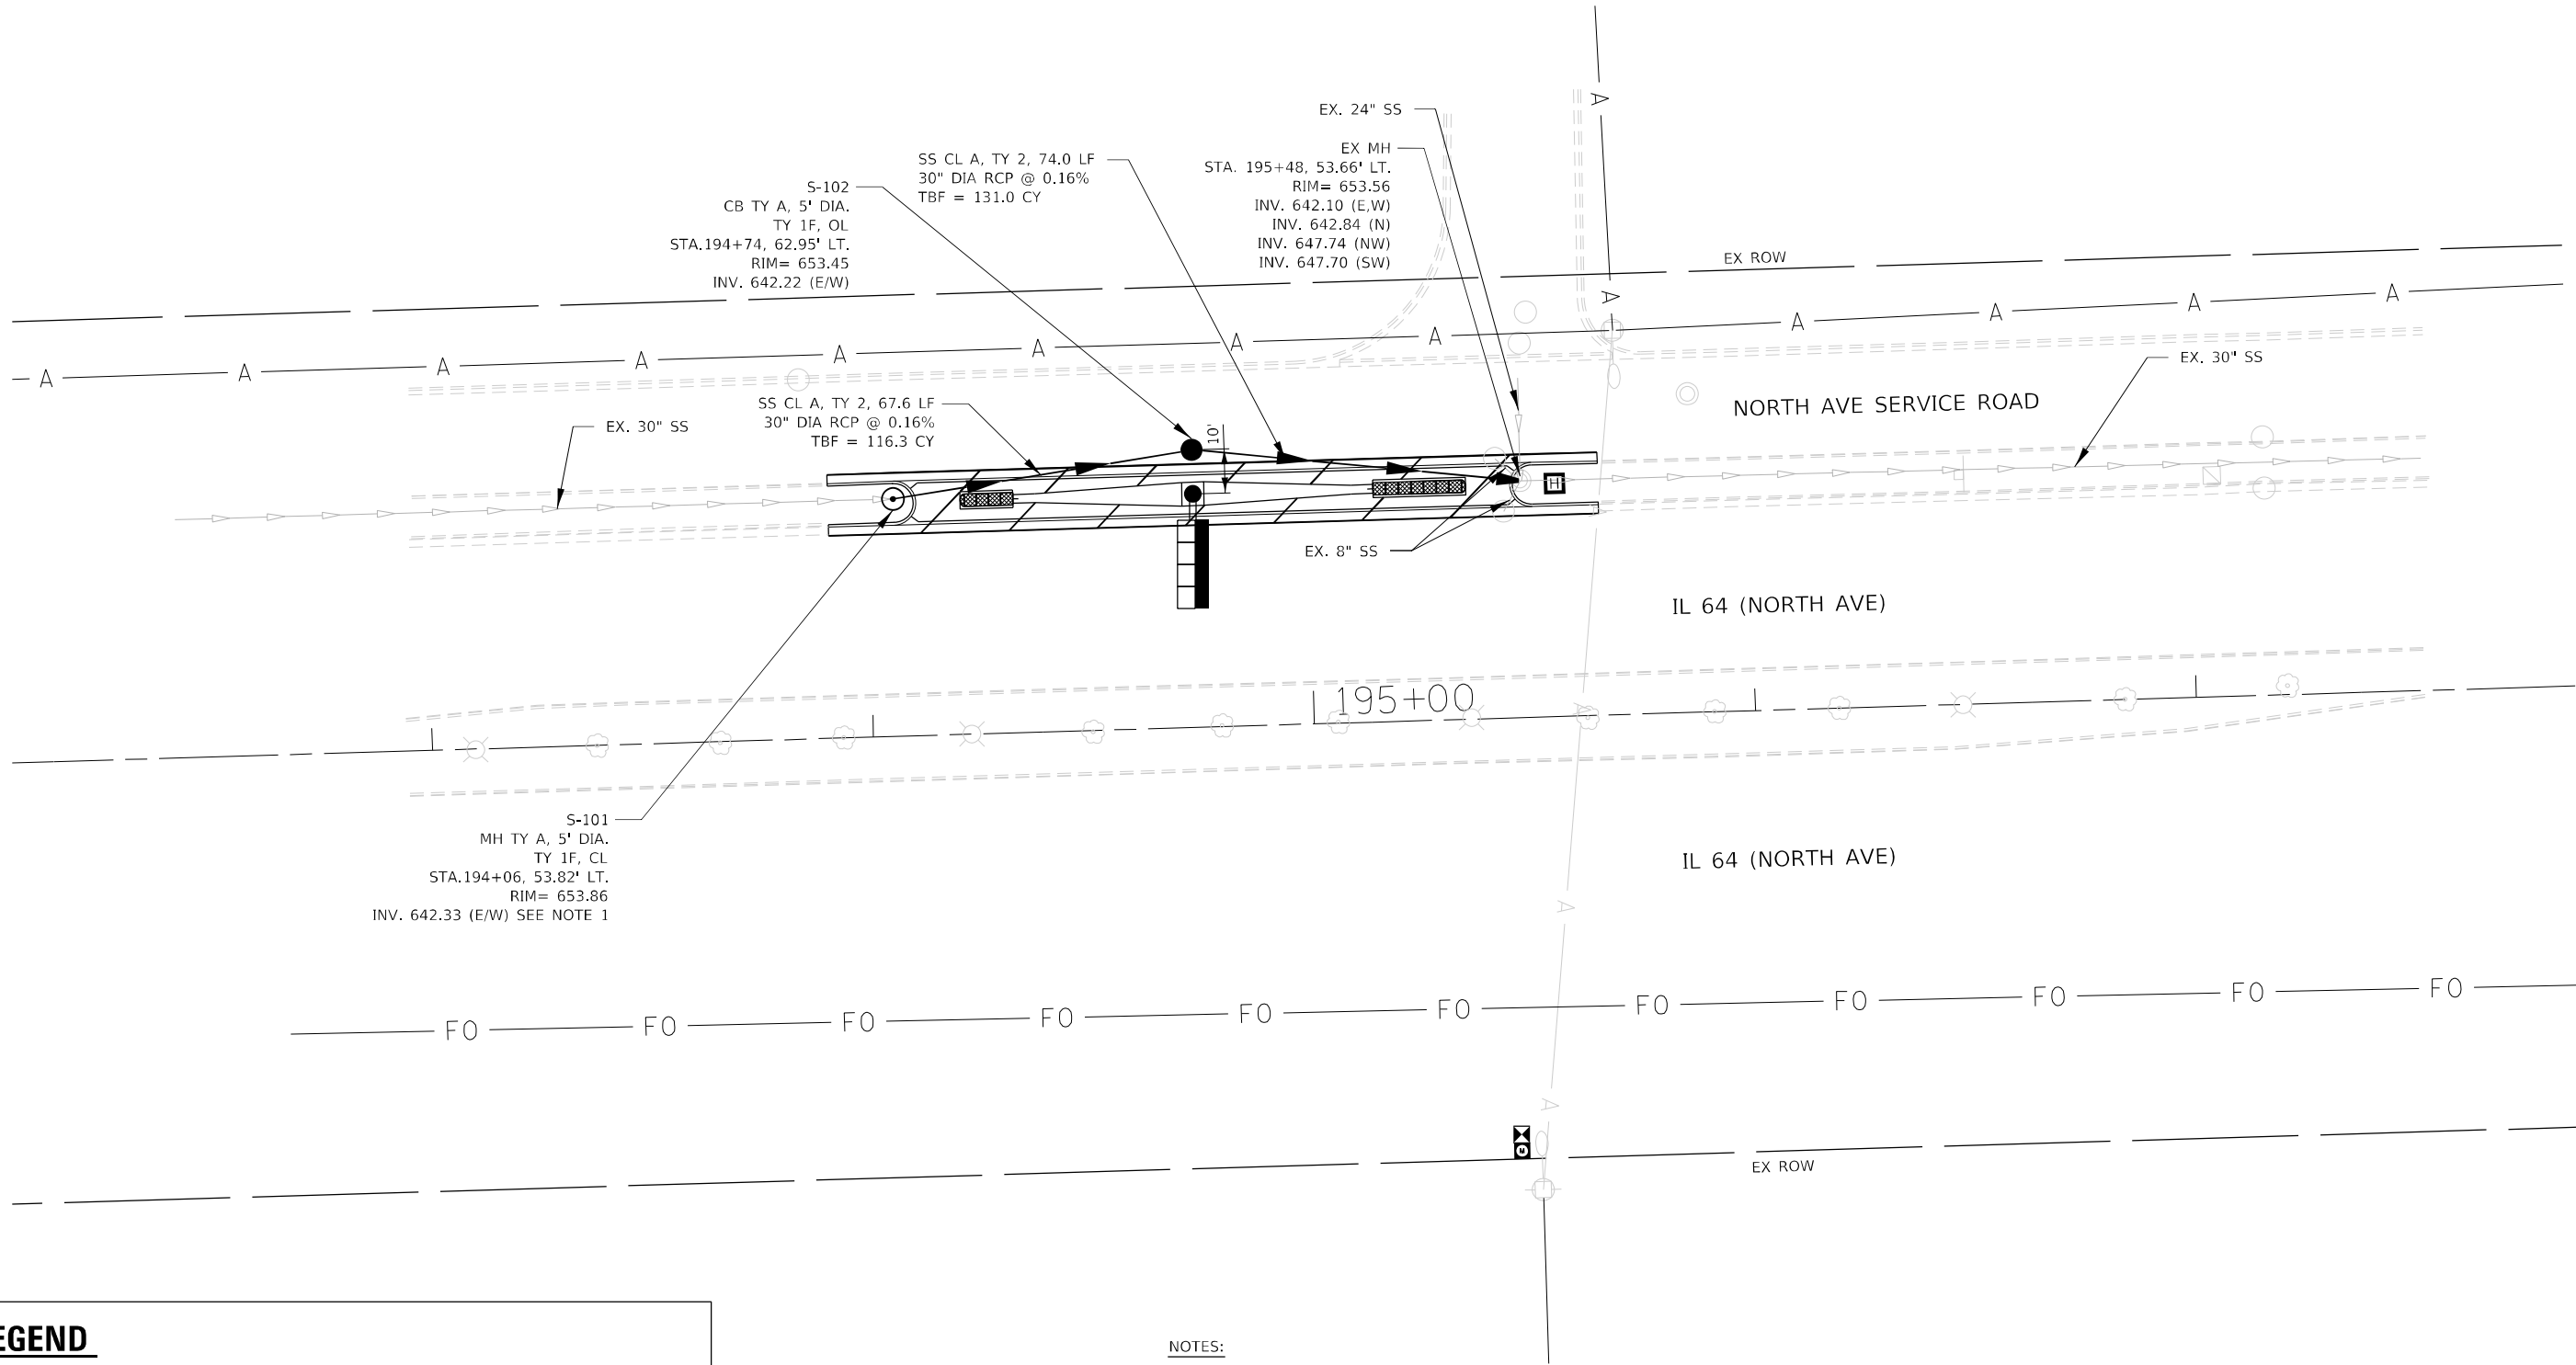 EX. 24" SS
EX MH
STA. 195+48, 53.66' LT.
RIM= 653.56
INV. 642.10 (E,W)
INV. 642.84 (N)
INV. 647.74 (NW)
INV. 647.70 (SW)
SS CL A, TY 2, 74.0 LF
30" DIA RCP @ 0.16%
TBF = 131.0 CY
S-102
CB TY A, 5' DIA.
TY 1F, OL
STA.194+74, 62.95' LT.
RIM= 653.45
INV. 642.22 (E/W)
A
A
EX ROW
A A A A A A A A A A A A
EX. 30" SS
NORTH AVE SERVICE ROAD
SS CL A, TY 2, 67.6 LF
30" DIA RCP @ 0.16%
TBF = 116.3 CY
EX. 30" SS
10'
H
EX. 8" SS
IL 64 (NORTH AVE)
195+00
A
S-101
MH TY A, 5' DIA.
TY 1F, CL
STA.194+06, 53.82' LT.
RIM= 653.86
INV. 642.33 (E/W) SEE NOTE 1
IL 64 (NORTH AVE)
A
FO FO FO FO FO FO FO FO FO FO FO
A
M
EX ROW
EGEND
NOTES: